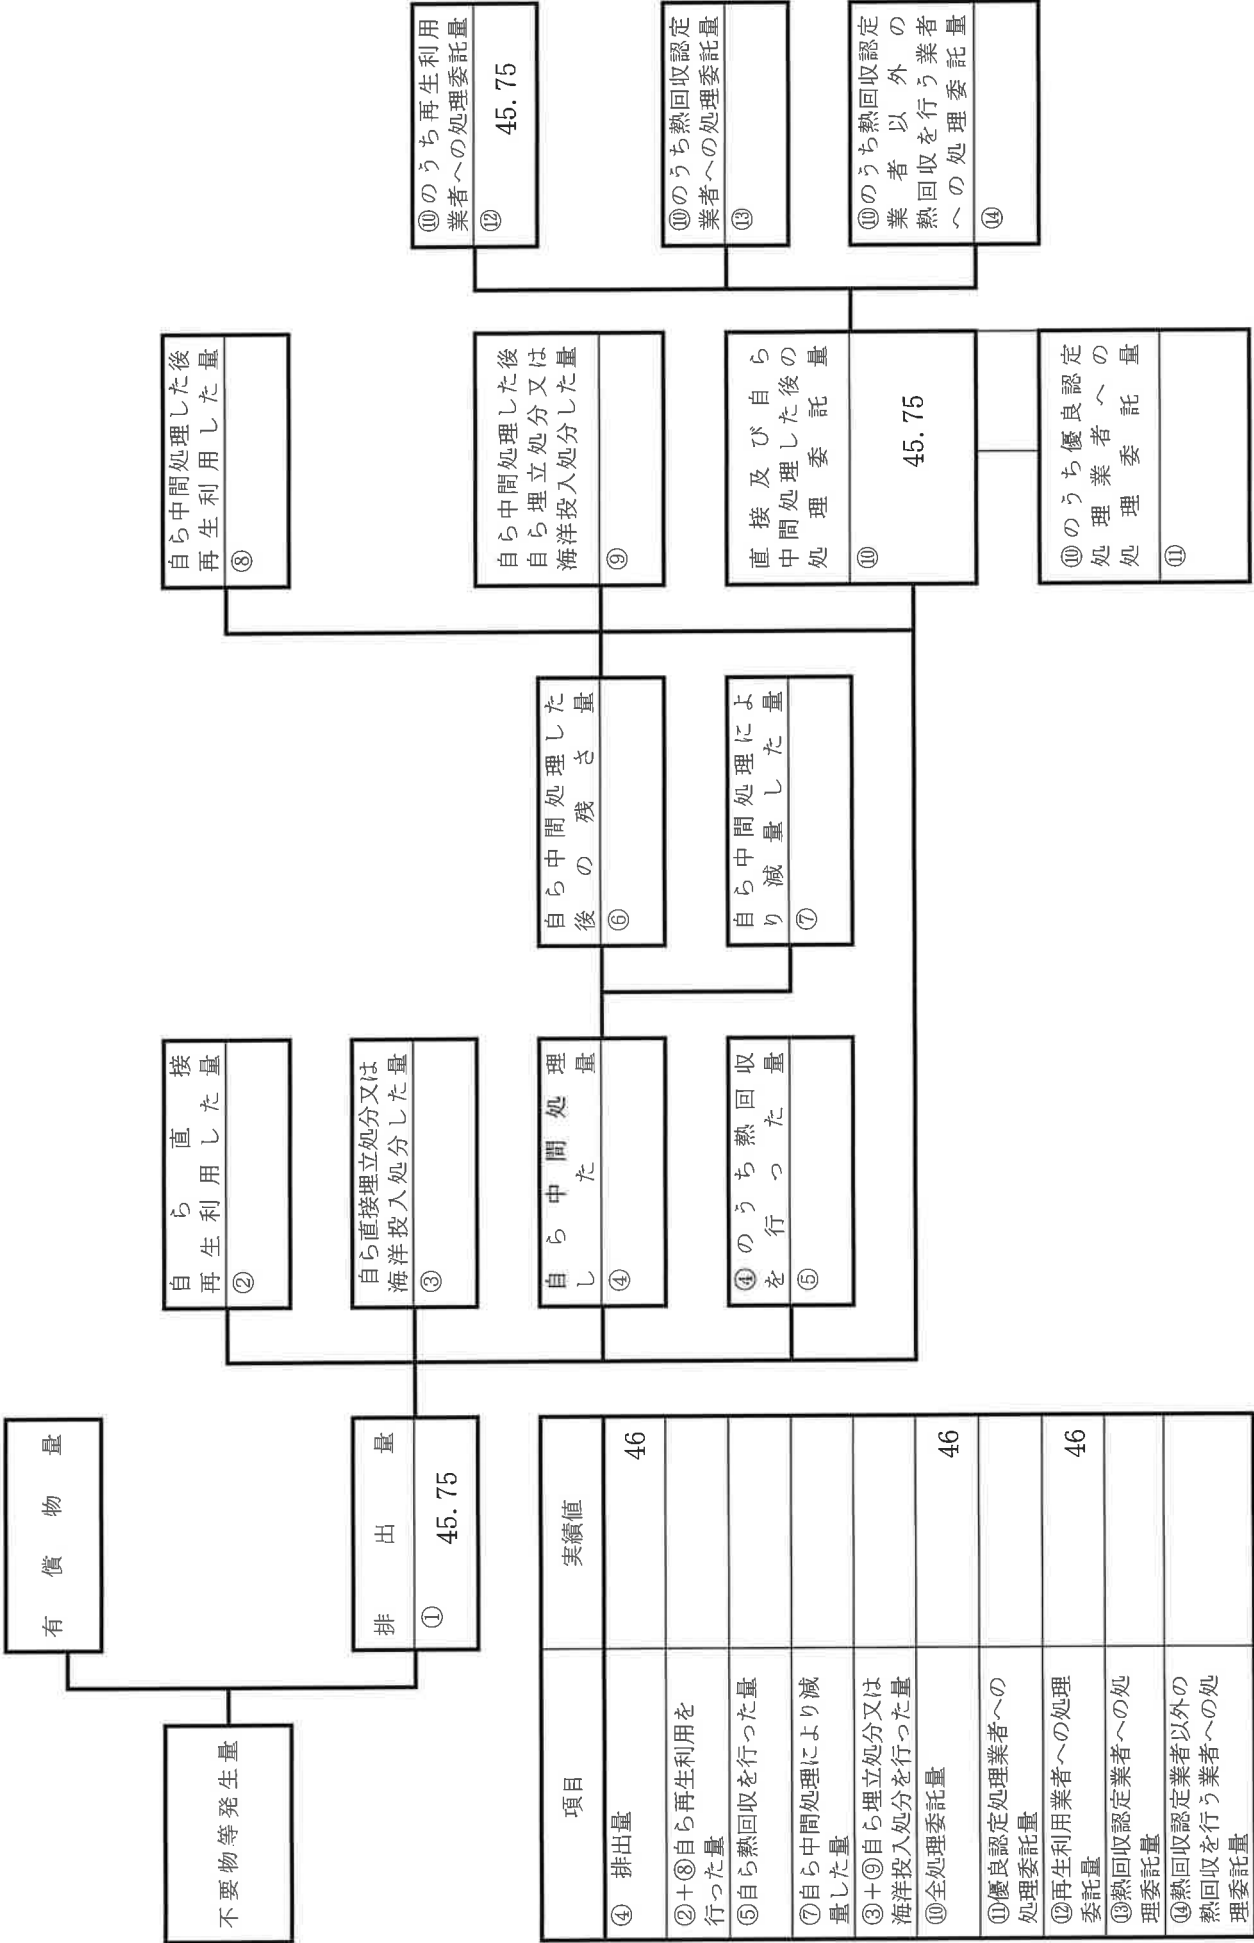 不要物等発生量
有償物量
排出量
① 45.75
自ら直接
再生利用した量
②
自ら直接埋立処分又は
海洋投入処分した量
③
自ら中間処理
した量
④
④のうち熱回収
を行った量
⑤
自ら中間処理した
後の残さ量
⑥
自ら中間処理によ
り減量した量
⑦
自ら中間処理した後
再生利用した量
⑧
自ら中間処理した後
自ら埋立処分又は
海洋投入処分した量
⑨
直接及び自ら
中間処理した後の
処理委託量
⑩
45.75
⑩のうち優良認定
処理業者への
処理委託量
⑪
⑩のうち再生利用
業者への処理委託量
⑫
45.75
⑩のうち熱回収認定
業者への処理委託量
⑬
⑩のうち熱回収認定
業者以外の
熱回収を行う業者
への処理委託量
⑭
項目 実績値
④ 排出量 46
②+⑧自ら再生利用を
行った量
⑤自ら熱回収を行った量
⑦自ら中間処理により減
量した量
③+⑨自ら埋立処分又は
海洋投入処分を行った量
⑩全処理委託量 46
⑪優良認定処理業者への
処理委託量
⑫再生利用業者への処理
委託量 46
⑬熱回収認定業者への処
理委託量
⑭熱回収認定業者以外の
熱回収を行う業者への処
理委託量